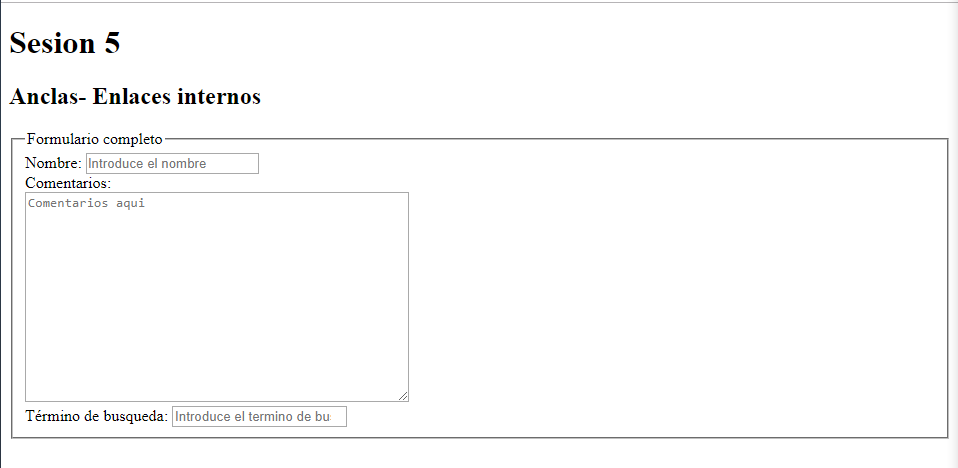 Sesion 5
Anclas- Enlaces internos
Formulario completo
Nombre: Introduce el nombre
Comentarios:
Comentarios aqui
Término de busqueda: Introduce el termino de bu